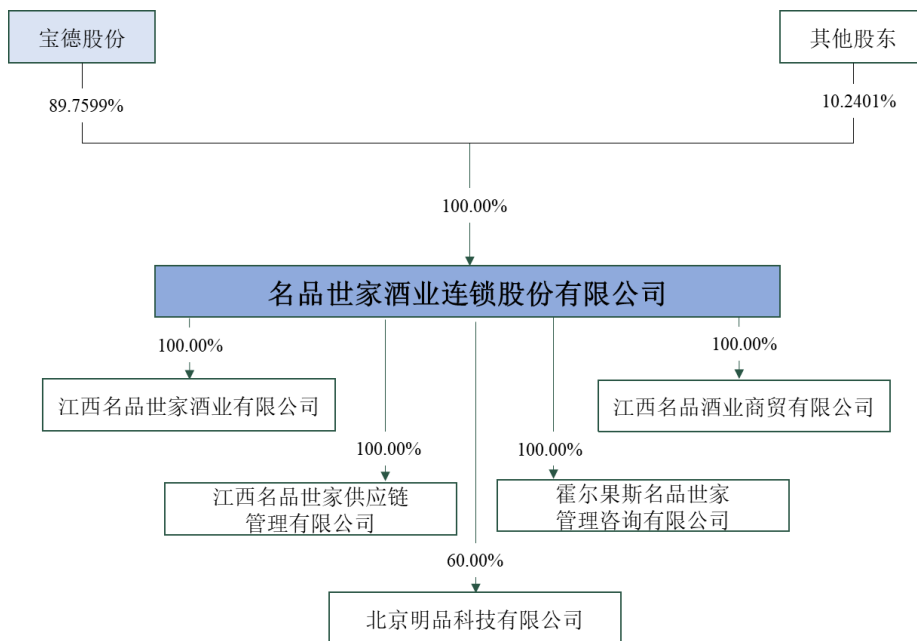 宝德股份
其他股东
89.7599%
10.2401%
100.00%
名品世家酒业连锁股份有限公司
100.00%
100.00%
江西名品世家酒业有限公司
江西名品酒业商贸有限公司
100.00%
100.00%
江西名品世家供应链
管理有限公司
霍尔果斯名品世家
管理咨询有限公司
60.00%
北京明品科技有限公司